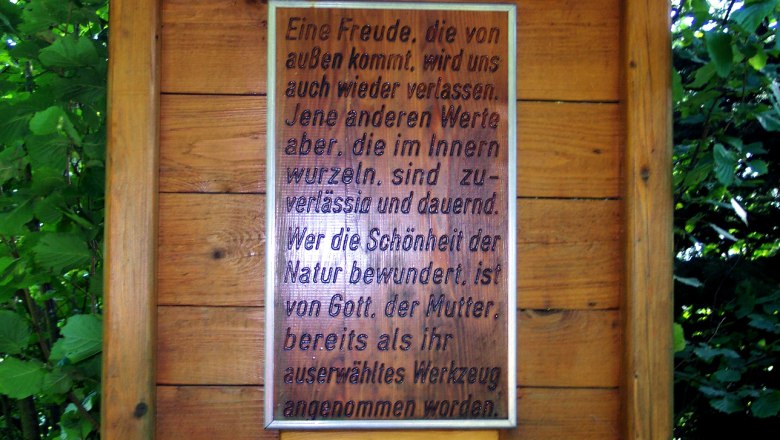 Eine Freude, die von
außen kommt, wird uns
auch wieder verlassen.
Jene anderen Werte
aber, die im Innern
wurzeln, sind zu-
verlässig und dauernd.
Wer die Schönheit der
Natur bewundert, ist
von Gott, der Mutter,
bereits als ihr
auserwähltes Werkzeug
angenommen worden.